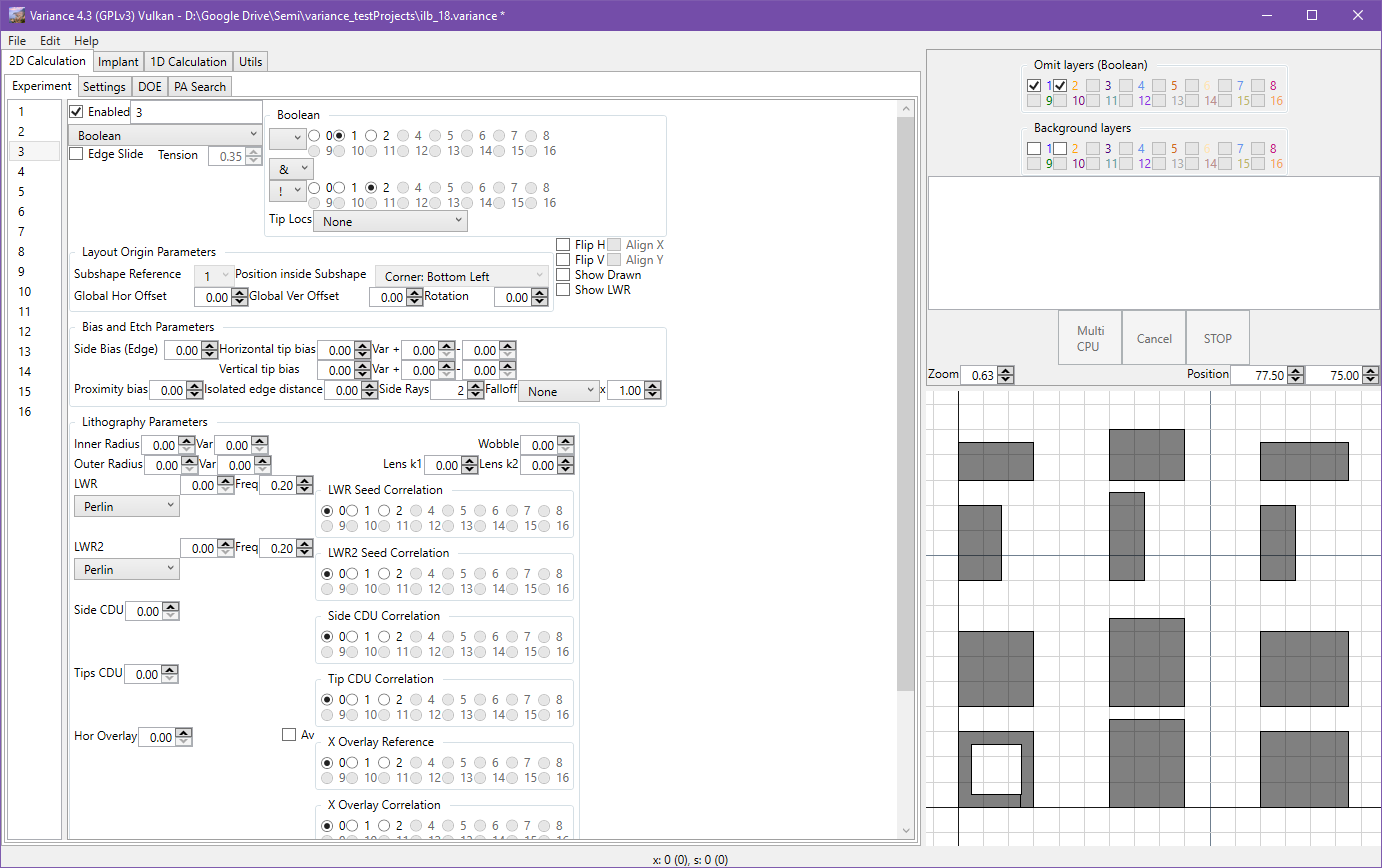 Variance 4.3 (GPLv3) Vulkan - D:\Google Drive\Semi\variance_testProjects\ilb_18.variance *
File Edit Help
2D Calculation Implant 1D Calculation Utils
Experiment Settings DOE PA Search
1
2
3
4
5
6
7
8
9
10
11
12
13
14
15
16
Enabled 3
Boolean
Edge Slide Tension 0.35
Boolean
0 1 2 4 5 6 7 8
9 10 11 12 13 14 15 16
&
! 0 1 2 4 5 6 7 8
9 10 11 12 13 14 15 16
Tip Locs None
Layout Origin Parameters
Subshape Reference 1 Position inside Subshape Corner: Bottom Left
Global Hor Offset 0.00 Global Ver Offset 0.00 Rotation 0.00
Flip H Align X
Flip V Align Y
Show Drawn
Show LWR
Bias and Etch Parameters
Side Bias (Edge) 0.00 Horizontal tip bias 0.00 Var + 0.00 - 0.00
Vertical tip bias 0.00 Var + 0.00 - 0.00
Proximity bias 0.00 Isolated edge distance 0.00 Side Rays 2 Falloff None x 1.00
Lithography Parameters
Inner Radius 0.00 Var 0.00 Wobble 0.00
Outer Radius 0.00 Var 0.00 Lens k1 0.00 Lens k2 0.00
LWR 0.00 Freq 0.20
Perlin
LWR Seed Correlation
0 1 2 4 5 6 7 8
9 10 11 12 13 14 15 16
LWR2 0.00 Freq 0.20
Perlin
LWR2 Seed Correlation
0 1 2 4 5 6 7 8
9 10 11 12 13 14 15 16
Side CDU 0.00
Side CDU Correlation
0 1 2 4 5 6 7 8
9 10 11 12 13 14 15 16
Tips CDU 0.00
Tip CDU Correlation
0 1 2 4 5 6 7 8
9 10 11 12 13 14 15 16
Hor Overlay 0.00 Av
X Overlay Reference
0 1 2 4 5 6 7 8
9 10 11 12 13 14 15 16
X Overlay Correlation
0 1 2 4 5 6 7 8
Omit layers (Boolean)
1 2 3 4 5 6 7 8
9 10 11 12 13 14 15 16
Background layers
1 2 3 4 5 6 7 8
9 10 11 12 13 14 15 16
Multi CPU
Cancel
STOP
Zoom 0.63 Position 77.50 75.00
x: 0 (0), s: 0 (0)